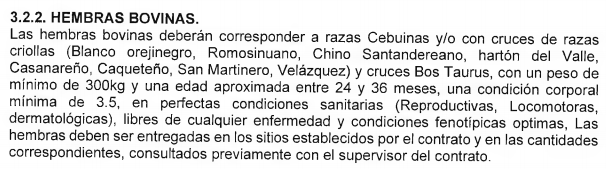 3.2.2. HEMBRAS BOVINAS.
Las hembras bovinas deberán corresponder a razas Cebuinas y/o con cruces de razas
criollas (Blanco orejinegro, Romosinuano, Chino Santandereano, hartón del Valle,
Casanareño, Caqueteño, San Martinero, Velázquez) y cruces Bos Taurus, con un peso de
mínimo de 300kg y una edad aproximada entre 24 y 36 meses, una condición corporal
mínima de 3.5, en perfectas condiciones sanitarias (Reproductivas, Locomotoras,
dermatológicas), libres de cualquier enfermedad y condiciones fenotípicas optimas, Las
hembras deben ser entregadas en los sitios establecidos por el contrato y en las cantidades
correspondientes, consultados previamente con el supervisor del contrato.